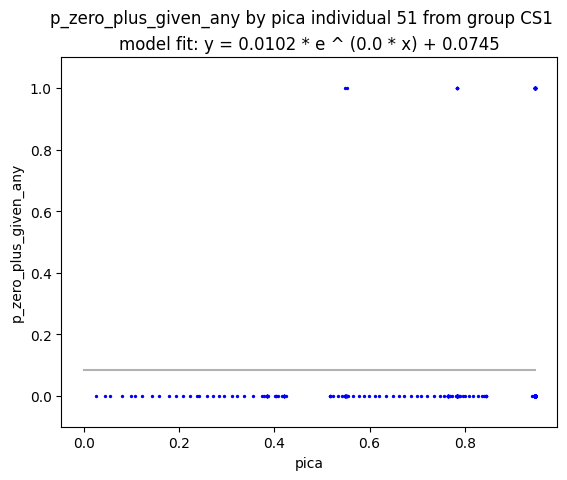 p_zero_plus_given_any by pica individual 51 from group CS1
model fit: y = 0.0102 * e ^ (0.0 * x) + 0.0745
1.0
0.8
0.6
0.4
0.2
0.0
p_zero_plus_given_any
0.0 0.2 0.4 0.6 0.8
pica